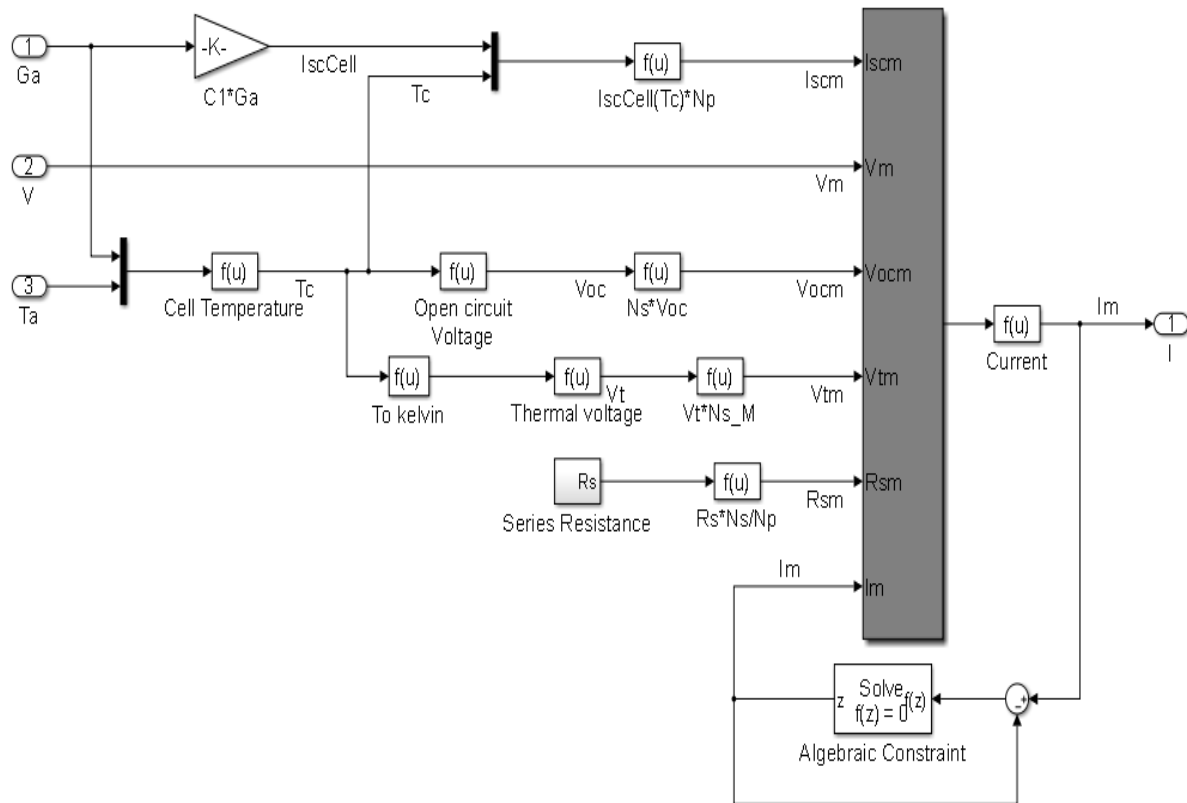 1
Ga
-K-
C1*Ga
IscCell
Tc
f(u)
IscCell(Tc)*Np
Iscm
Iscm
2
V
Vm
Vm
3
Ta
f(u)
Cell Temperature
Tc
f(u)
Open circuit
Voltage
Voc
f(u)
Ns*Voc
Vocm
Vocm
f(u)
To kelvin
f(u)
Thermal voltage
Vt
f(u)
Vt*Ns_M
Vtm
Vtm
Rs
Series Resistance
f(u)
Rs*Ns/Np
Rsm
Rsm
Im
Im
f(u)
Current
Im
1
I
z
Solve
f(z) = 0
f(z)
Algebraic Constraint
+
-